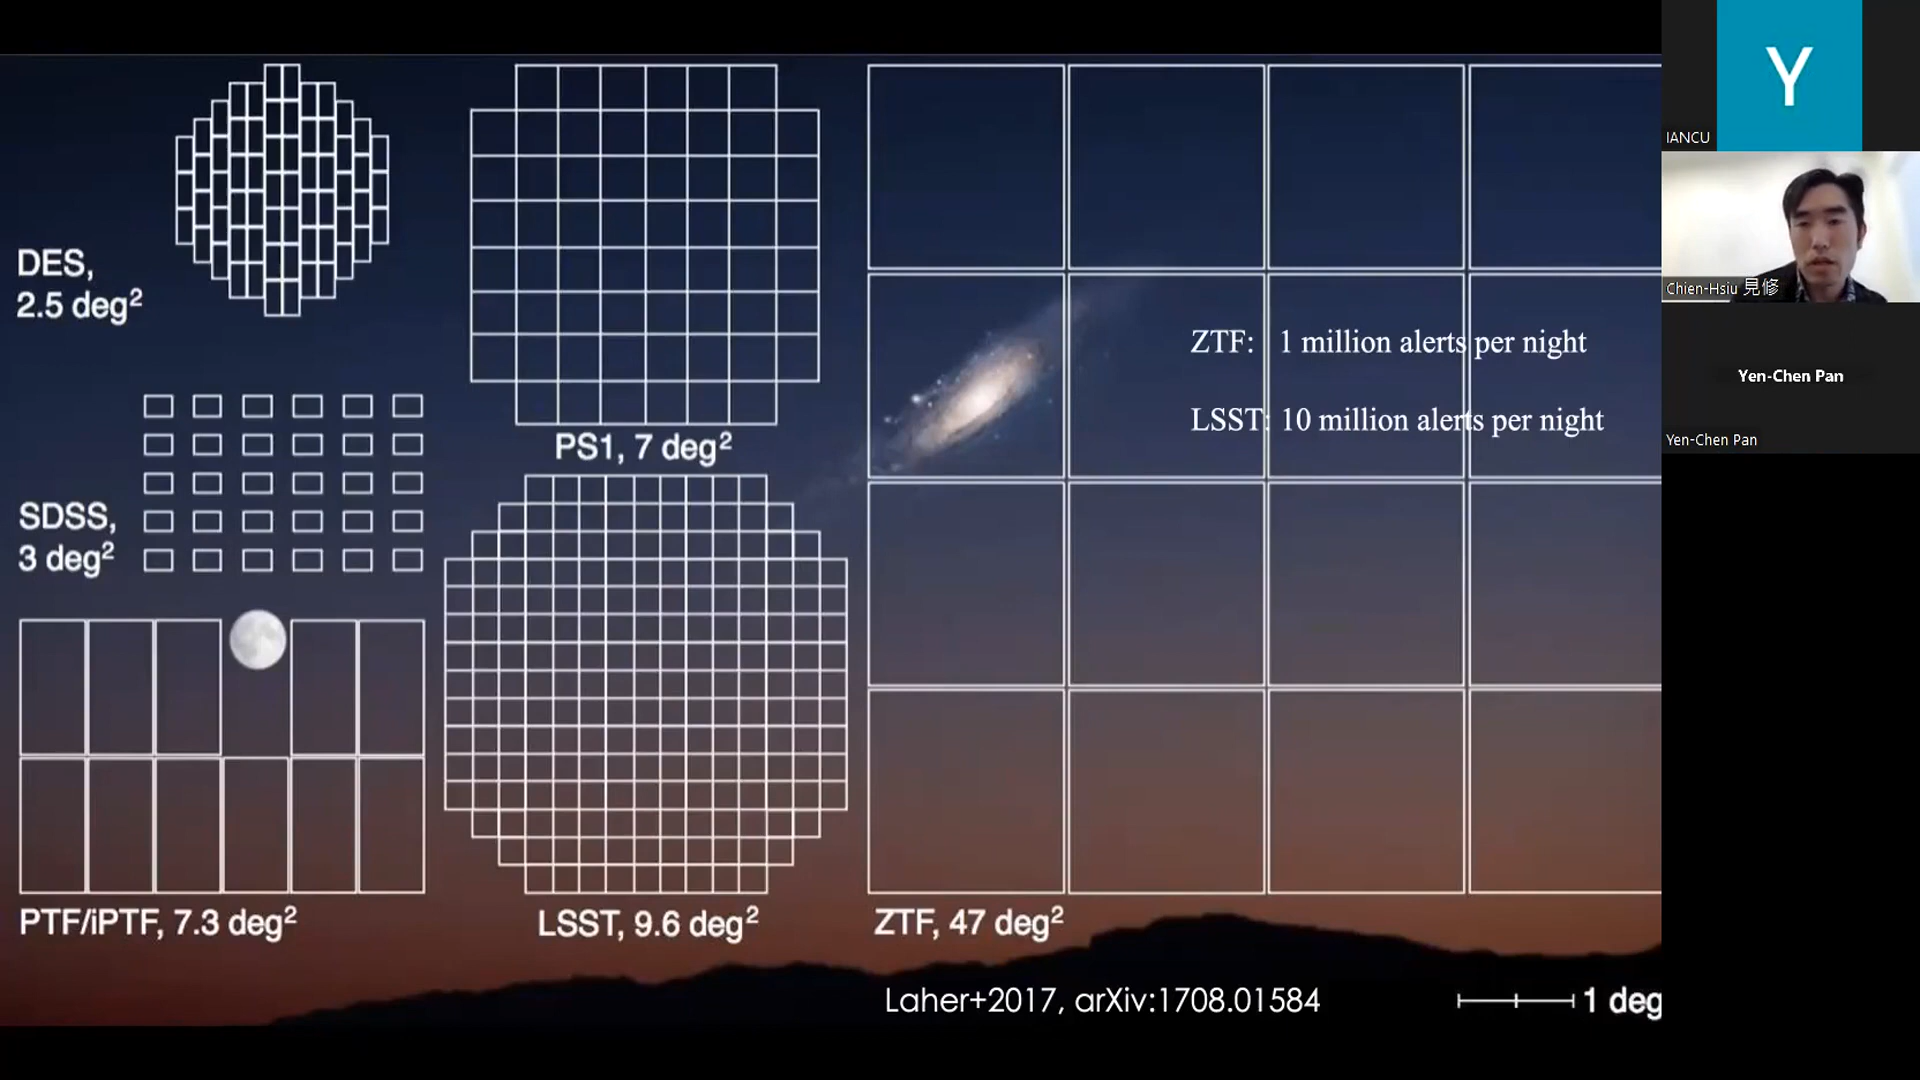 DES,
2.5 deg²
SDSS,
3 deg²
PTF/iPTF, 7.3 deg²
PS1, 7 deg²
LSST, 9.6 deg²
ZTF: 1 million alerts per night
LSST: 10 million alerts per night
ZTF, 47 deg²
Laher+2017, arXiv:1708.01584
1 deg
Y
IANCU
Chien-Hsiu 見修
Yen-Chen Pan
Yen-Chen Pan